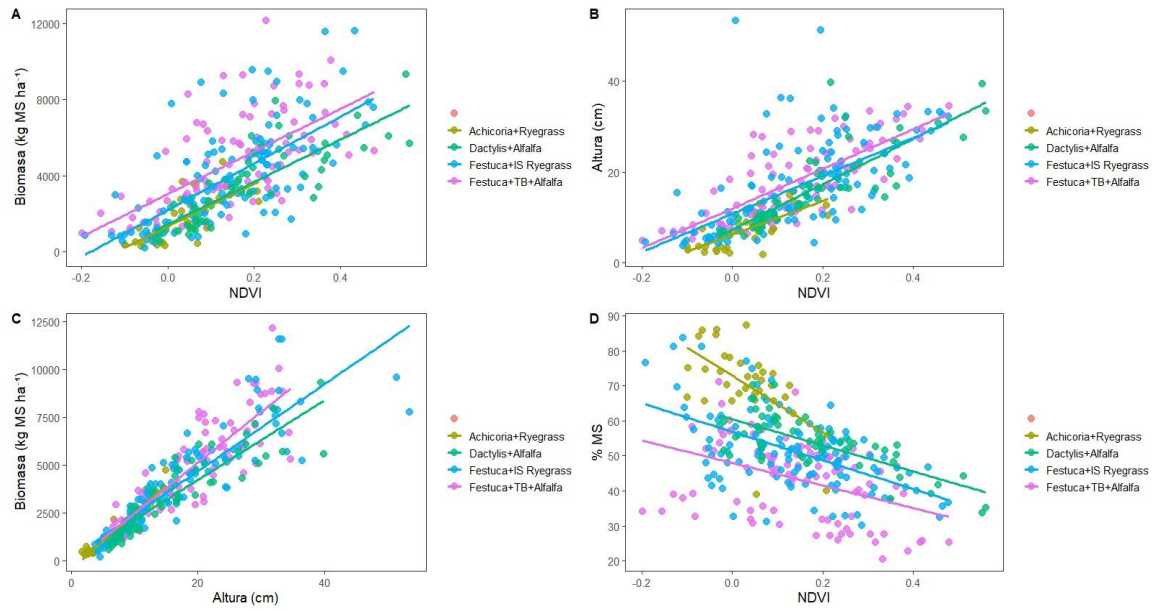 A
Biomasa (kg MS ha⁻¹)
12000
8000
4000
0
-0.2
0.0
0.2
0.4
NDVI
Achicoria+Ryegrass
Dactylis+Alfalfa
Festuca+IS Ryegrass
Festuca+TB+Alfalfa
B
Altura (cm)
40
20
0
-0.2
0.0
0.2
0.4
NDVI
Achicoria+Ryegrass
Dactylis+Alfalfa
Festuca+IS Ryegrass
Festuca+TB+Alfalfa
C
Biomasa (kg MS ha⁻¹)
12500
10000
7500
5000
2500
0
0
20
40
Altura (cm)
Achicoria+Ryegrass
Dactylis+Alfalfa
Festuca+IS Ryegrass
Festuca+TB+Alfalfa
D
% MS
90
80
70
60
50
40
30
20
-0.2
0.0
0.2
0.4
NDVI
Achicoria+Ryegrass
Dactylis+Alfalfa
Festuca+IS Ryegrass
Festuca+TB+Alfalfa